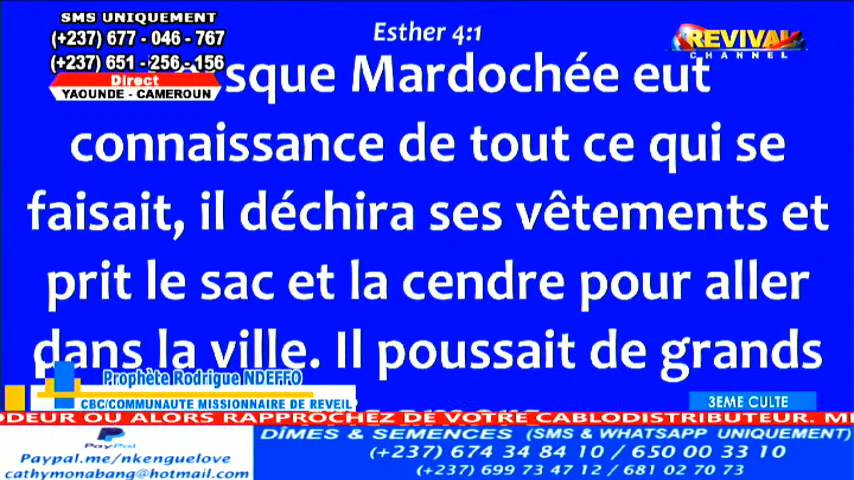 SMS UNIQUEMENT
(+237) 677 - 046 - 767
(+237) 651 - 256 - 156
Direct
YAOUNDE - CAMEROUN
Esther 4:1
REVIVAL
CHANNEL
sque Mardochée eut
connaissance de tout ce qui se
faisait, il déchira ses vêtements et
prit le sac et la cendre pour aller
dans la ville. Il poussait de grands
Prophète Rodrigue NDEFFO
CBC/COMMUNAUTE MISSIONNAIRE DE REVEIL
3EME CULTE
ODEUR OU ALORS RAPPROCHEZ DE VOTRE CABLODISTRIBUTEUR. M
PayPal
Paypal.me/nkenguelove
cathymonabang@hotmail.com
DÎMES & SEMENCES (SMS & WHATSAPP UNIQUEMENT)
(+237) 674 34 84 10 / 650 00 33 10
(+237) 699 73 47 12 / 681 02 70 73